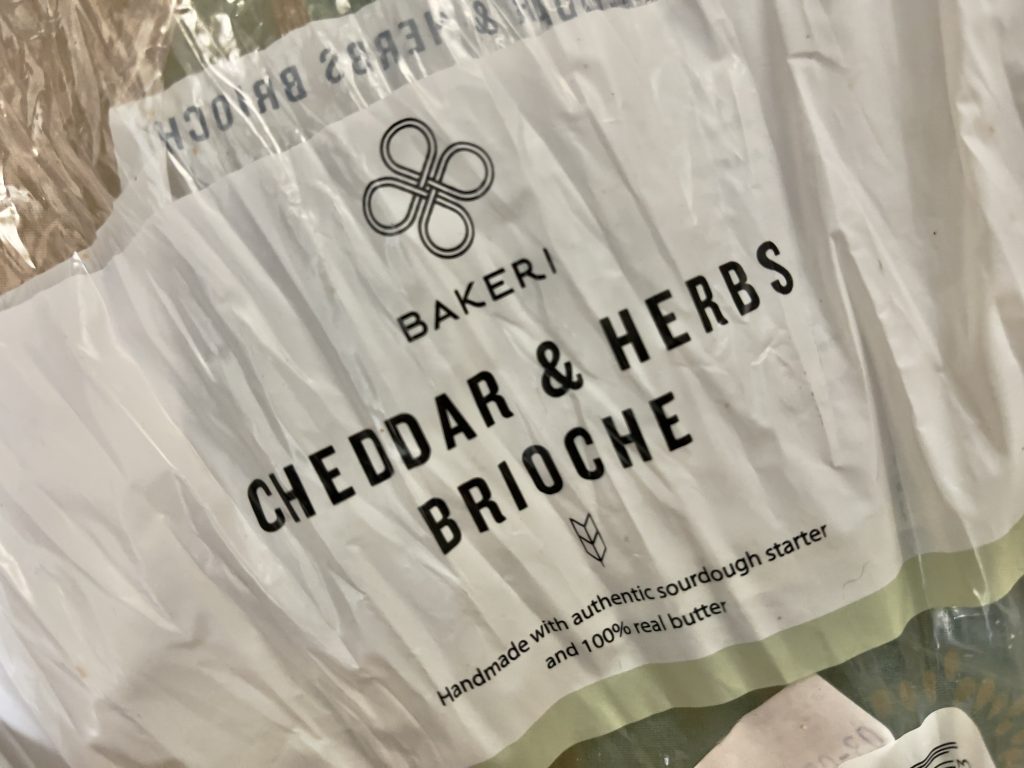 BAKERI
CHEDDAR & HERBS
BRIOCHE
Handmade with authentic sourdough starter
and 100% real butter